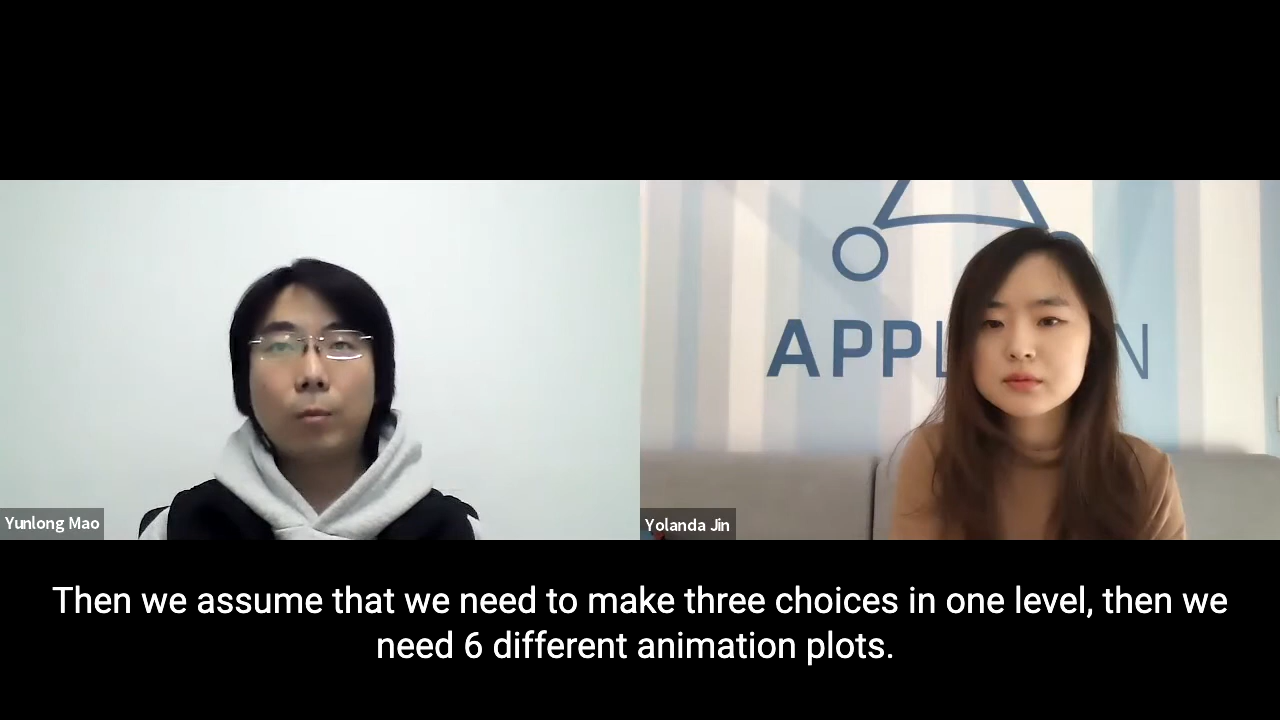 APPL
N
Yunlong Mao
Yolanda Jin
Then we assume that we need to make three choices in one level, then we
need 6 different animation plots.